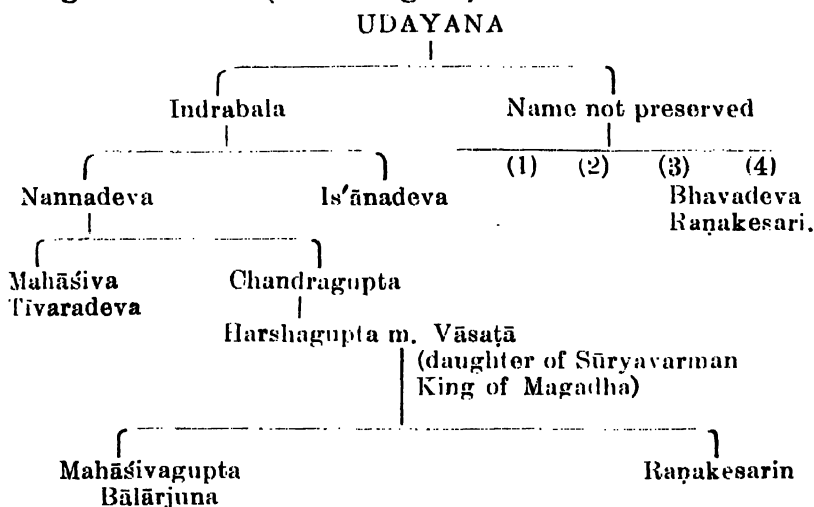 UDAYANA
Indrabala Name not preserved
(1) (2) (3) (4)
Nannadeva Is'ānadeva Bhavadeva
Raṇakesari.
Mahāśiva Chandragupta
Tīvaradeva
Harshagupta m. Vāsaṭā
(daughter of Sūryavarman
King of Magadha)
Mahāśivagupta Raṇakesarin
Bālārjuna